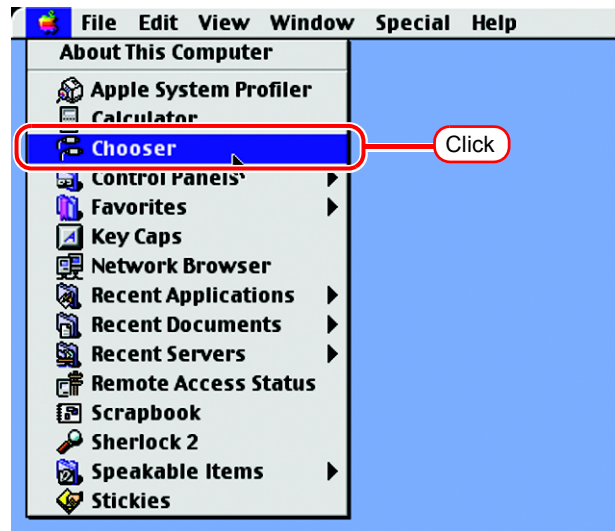 File Edit View Window Special Help
About This Computer
Apple System Profiler
Calculator
Chooser
Click
Control Panels
Favorites
Key Caps
Network Browser
Recent Applications
Recent Documents
Recent Servers
Remote Access Status
Scrapbook
Sherlock 2
Speakable Items
Stickies